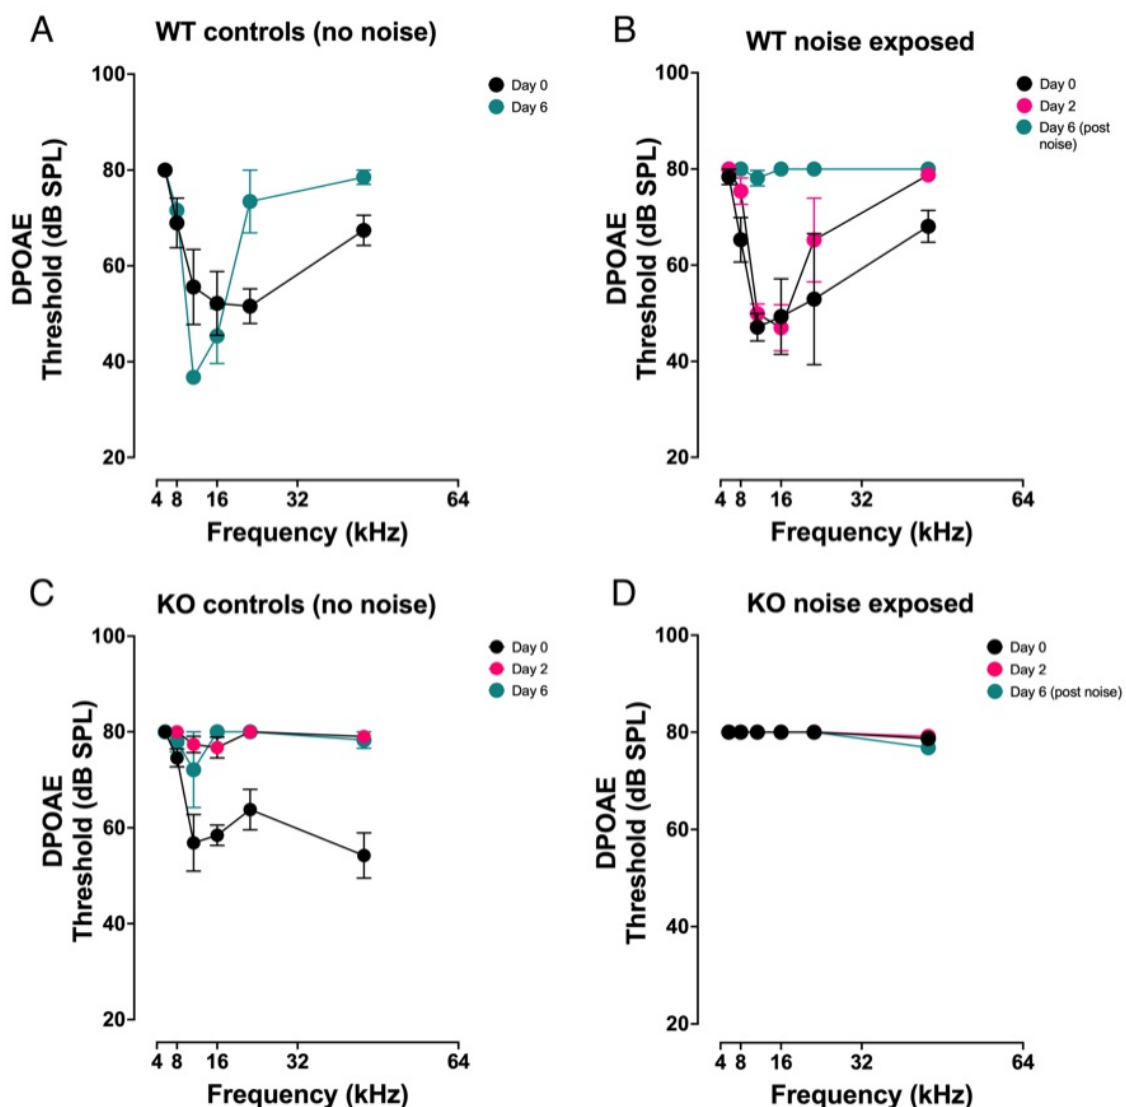 A
WT controls (no noise)
Day 0
Day 6
DPOAE
Threshold (dB SPL)
100
80
60
40
20
4 8 16 32 64
Frequency (kHz)
B
WT noise exposed
Day 0
Day 2
Day 6 (post
noise)
DPOAE
Threshold (dB SPL)
100
80
60
40
20
4 8 16 32 64
Frequency (kHz)
C
KO controls (no noise)
Day 0
Day 2
Day 6
DPOAE
Threshold (dB SPL)
100
80
60
40
20
4 8 16 32 64
Frequency (kHz)
D
KO noise exposed
Day 0
Day 2
Day 6 (post noise)
DPOAE
Threshold (dB SPL)
100
80
60
40
20
4 8 16 32 64
Frequency (kHz)